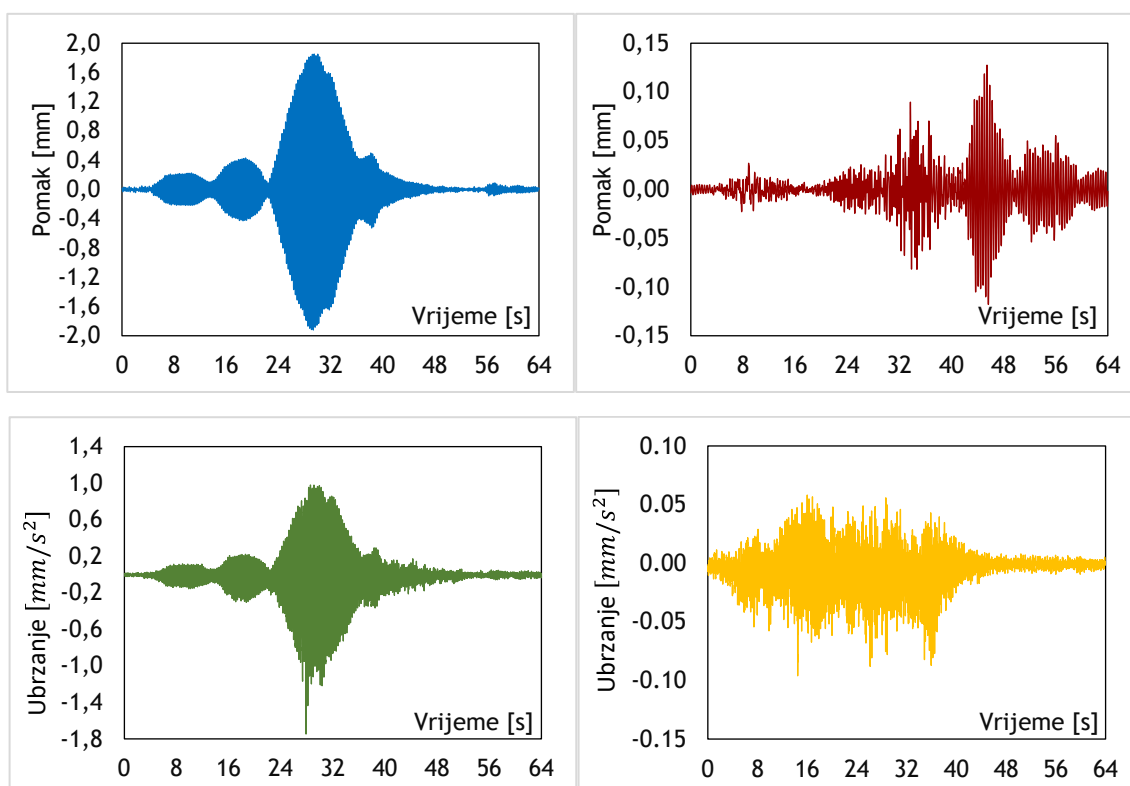 Pomak [mm]
2,0
1,6
1,2
0,8
0,4
0,0
-0,4
-0,8
-1,2
-1,6
-2,0
Vrijeme [s]
0 8 16 24 32 40 48 56 64
Pomak [mm]
0,15
0,10
0,05
0,00
-0,05
-0,10
-0,15
Vrijeme [s]
0 8 16 24 32 40 48 56 64
Ubrzanje [mm/s²]
1,4
1,0
0,6
0,2
-0,2
-0,6
-1,0
-1,4
-1,8
Vrijeme [s]
0 8 16 24 32 40 48 56 64
Ubrzanje [mm/s²]
0.10
0.05
0.00
-0.05
-0.10
-0.15
Vrijeme [s]
0 8 16 24 32 40 48 56 64